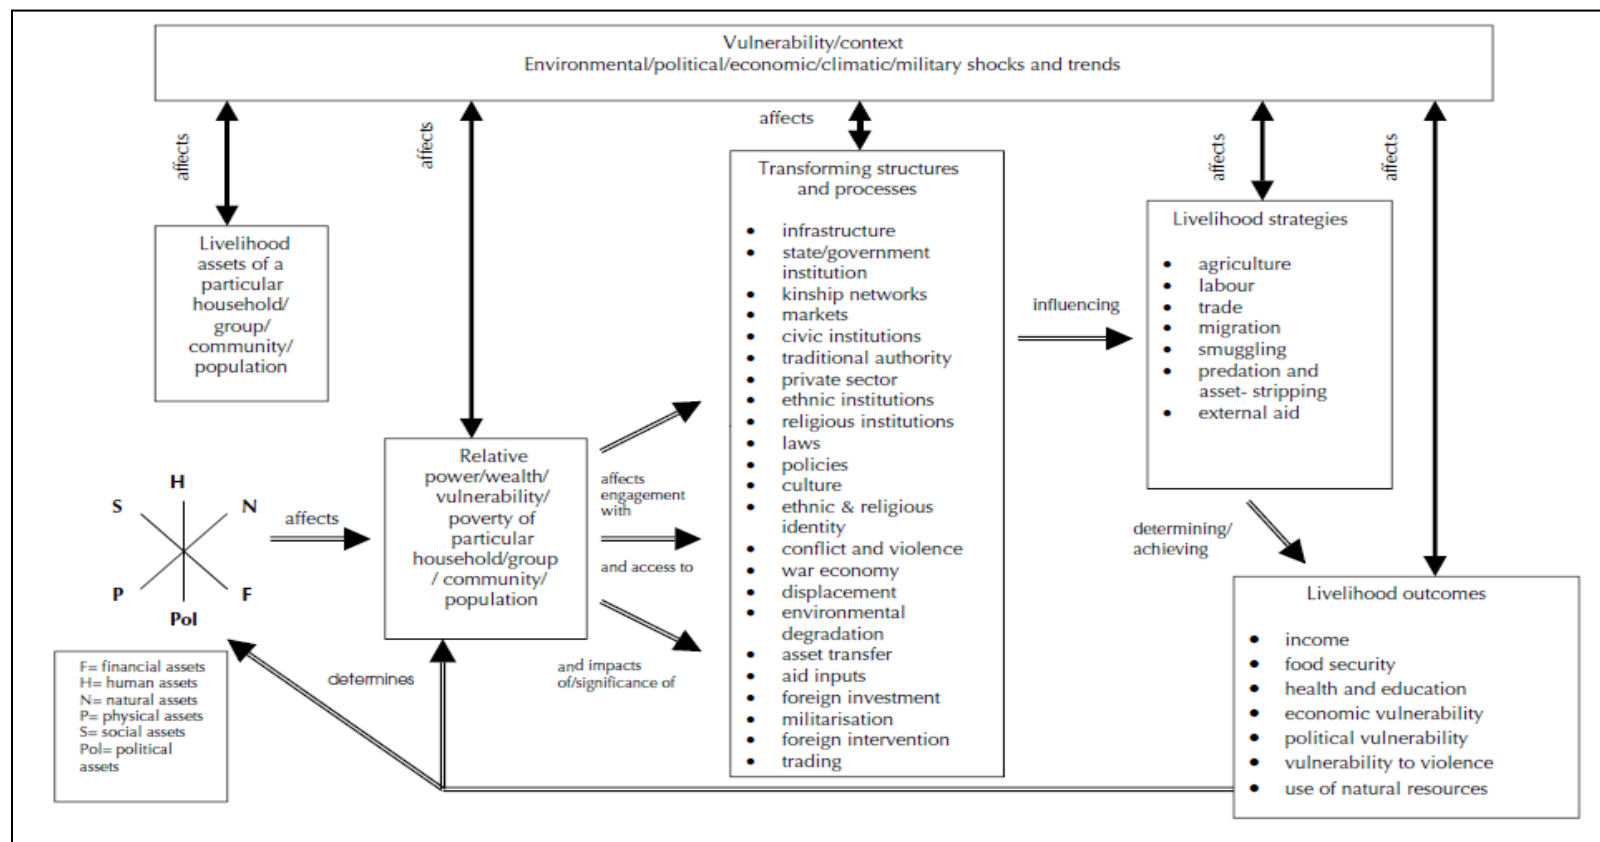 Vulnerability/context
Environmental/political/economic/climatic/military shocks and trends
affects
affects
affects
affects
affects
Livelihood
assets of a
particular
household/
group/
community/
population
H
S
N
P
F
Pol
affects
F= financial assets
H= human assets
N= natural assets
P= physical assets
S= social assets
Pol= political
assets
Relative
power/wealth/
vulnerability/
poverty of
particular
household/group
/ community/
population
determines
affects
engagement
with
and access to
and impacts
of/significance of
Transforming structures
and processes
• infrastructure
• state/government
institution
• kinship networks
• markets
• civic institutions
• traditional authority
• private sector
• ethnic institutions
• religious institutions
• laws
• policies
• culture
• ethnic & religious
identity
• conflict and violence
• war economy
• displacement
• environmental
degradation
• asset transfer
• aid inputs
• foreign investment
• militarisation
• foreign intervention
• trading
influencing
Livelihood strategies
• agriculture
• labour
• trade
• migration
• smuggling
• predation and
asset- stripping
• external aid
determining/
achieving
Livelihood outcomes
• income
• food security
• health and education
• economic vulnerability
• political vulnerability
• vulnerability to violence
• use of natural resources